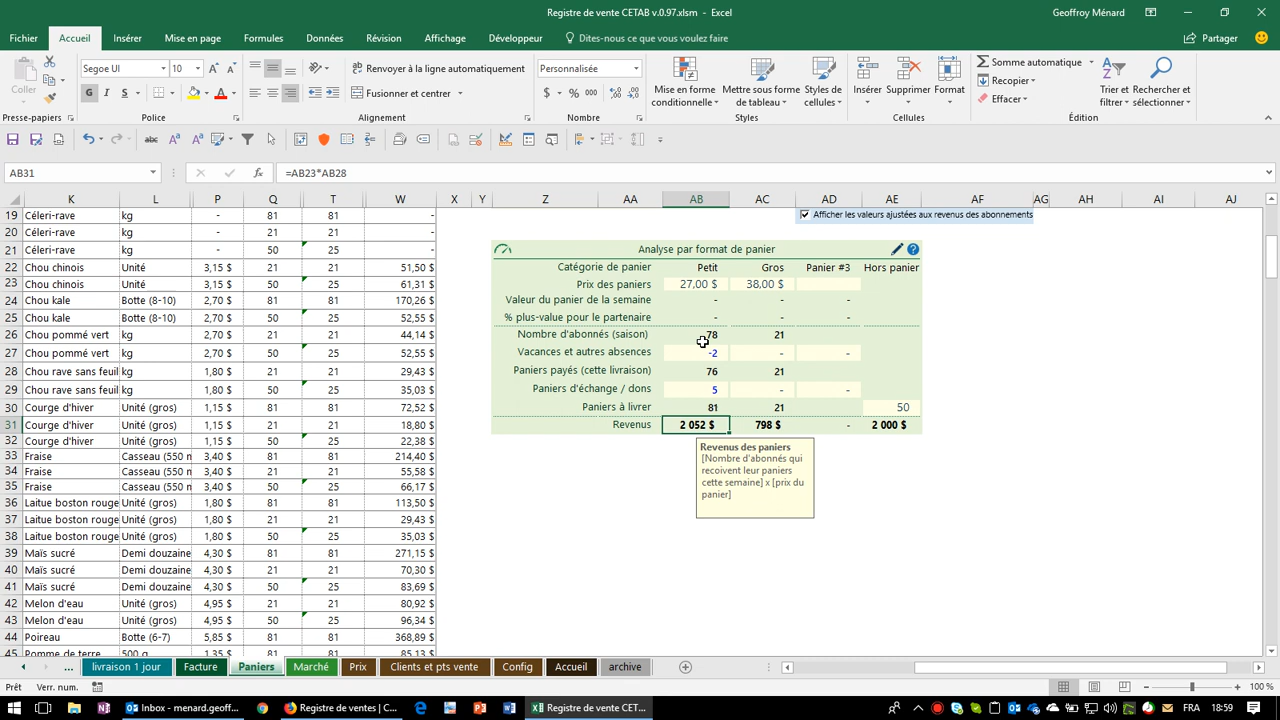 Registre de vente CETAB v.0.97.xlsm - Excel
Geoffroy Ménard
Fichier Accueil Insérer Mise en page Formules Données Révision Affichage Développeur Dites-nous ce que vous voulez faire Partager
Segoe UI 10 Renvoyer à la ligne automatiquement Personnalisée Somme automatique
Coller G I S Fusionner et centrer $ % 000 Mise en forme conditionnelle Mettre sous forme de tableau Styles de cellules Insérer Supprimer Format Recopier Effacer Trier et filtrer Rechercher et sélectionner
Presse-papiers Police Alignement Nombre Styles Cellules Édition
AB31 =AB23*AB28
K L P Q T W X Y Z AA AB AC AD AE AF AG AH AI AJ
19 Céleri-rave kg - 81 81 - Afficher les valeurs ajustées aux revenus des abonnements
20 Céleri-rave kg - 21 21 -
21 Céleri-rave kg - 50 25 - Analyse par format de panier
22 Chou chinois Unité 3,15 $ 21 21 51,50 $ Catégorie de panier Petit Gros Panier #3 Hors panier
23 Chou chinois Unité 3,15 $ 50 25 61,31 $ Prix des paniers 27,00 $ 38,00 $
24 Chou kale Botte (8-10) 2,70 $ 81 81 170,26 $ Valeur du panier de la semaine - - -
25 Chou kale Botte (8-10) 2,70 $ 50 25 52,55 $ % plus-value pour le partenaire - - -
26 Chou pommé vert kg 2,70 $ 21 21 44,14 $ Nombre d'abonnés (saison) 78 21
27 Chou pommé vert kg 2,70 $ 50 25 52,55 $ Vacances et autres absences -2 - -
28 Chou rave sans feuil kg 1,80 $ 21 21 29,43 $ Paniers payés (cette livraison) 76 21
29 Chou rave sans feuil kg 1,80 $ 50 25 35,03 $ Paniers d'échange / dons 5 - -
30 Courge d'hiver Unité (gros) 1,15 $ 81 81 72,52 $ Paniers à livrer 81 21 50
31 Courge d'hiver Unité (gros) 1,15 $ 21 21 18,80 $ Revenus 2 052 $ 798 $ - 2 000 $
32 Courge d'hiver Unité (gros) 1,15 $ 50 25 22,38 $
33 Fraise Casseau (550 m 3,40 $ 81 81 214,40 $
34 Fraise Casseau (550 m 3,40 $ 21 21 55,58 $
35 Fraise Casseau (550 m 3,40 $ 50 25 66,17 $
36 Laitue boston rouge Unité (gros) 1,80 $ 81 81 113,50 $
37 Laitue boston rouge Unité (gros) 1,80 $ 21 21 29,43 $
38 Laitue boston rouge Unité (gros) 1,80 $ 50 25 35,03 $
39 Maïs sucré Demi douzaine 4,30 $ 81 81 271,15 $
40 Maïs sucré Demi douzaine 4,30 $ 21 21 70,30 $
41 Maïs sucré Demi douzaine 4,30 $ 50 25 83,69 $
42 Melon d'eau Unité (gros) 4,95 $ 21 21 80,92 $
43 Melon d'eau Unité (gros) 4,95 $ 50 25 96,34 $
44 Poireau Botte (6-7) 5,85 $ 81 81 368,89 $
45 Pomme de terre 500 g 1,35 $ 81 81 85,13 $
Revenus des paniers
[Nombre d'abonnés qui
recoivent leur paniers
cette semaine] x [prix du
panier]
... livraison 1 jour Facture Paniers Marché Prix Clients et pts vente Config Accueil archive
Prêt Verr. num. 100 %
Inbox - menard.geoff... Registre de ventes | C... Registre de vente CET... FRA 18:59